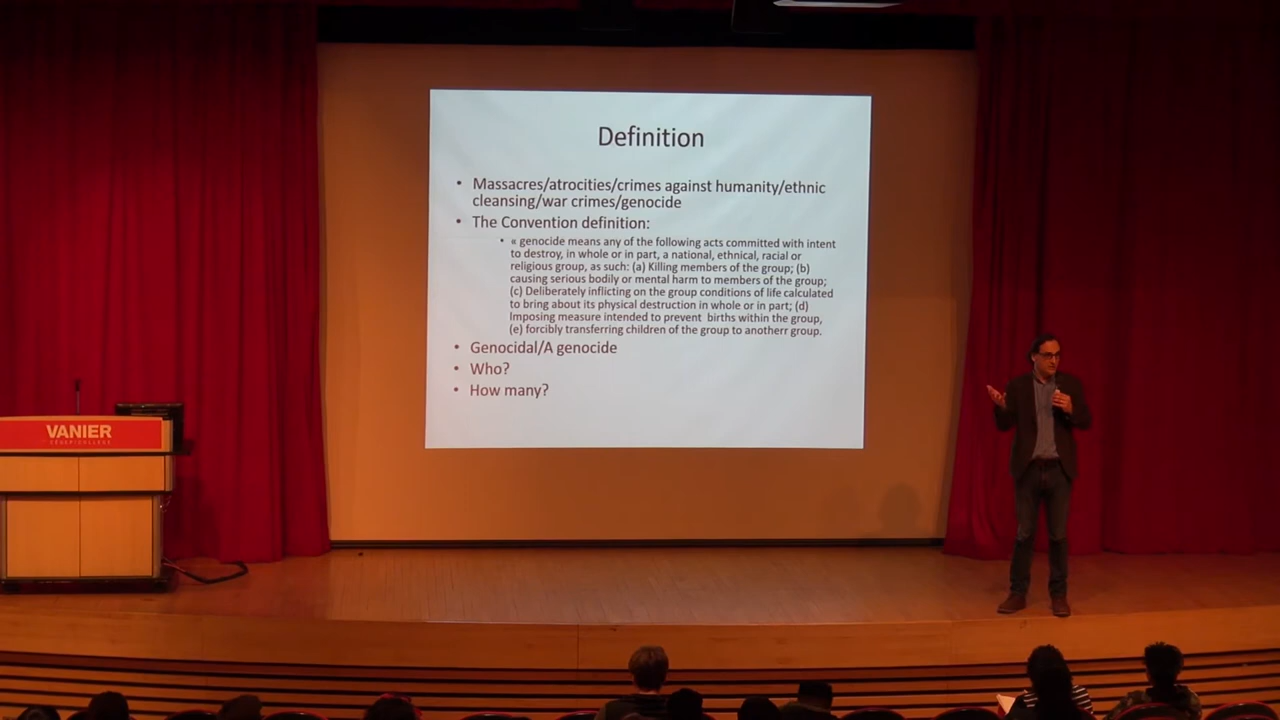 Definition
• Massacres/atrocities/crimes against humanity/ethnic
cleansing/war crimes/genocide
• The Convention definition:
• « genocide means any of the following acts committed with intent
to destroy, in whole or in part, a national, ethnical, racial or
religious group, as such: (a) Killing members of the group; (b)
causing serious bodily or mental harm to members of the group;
(c) Deliberately inflicting on the group conditions of life calculated
to bring about its physical destruction in whole or in part; (d)
Imposing measure intended to prevent births within the group,
(e) forcibly transferring children of the group to anotherr group.
• Genocidal/A genocide
• Who?
• How many?
VANIER